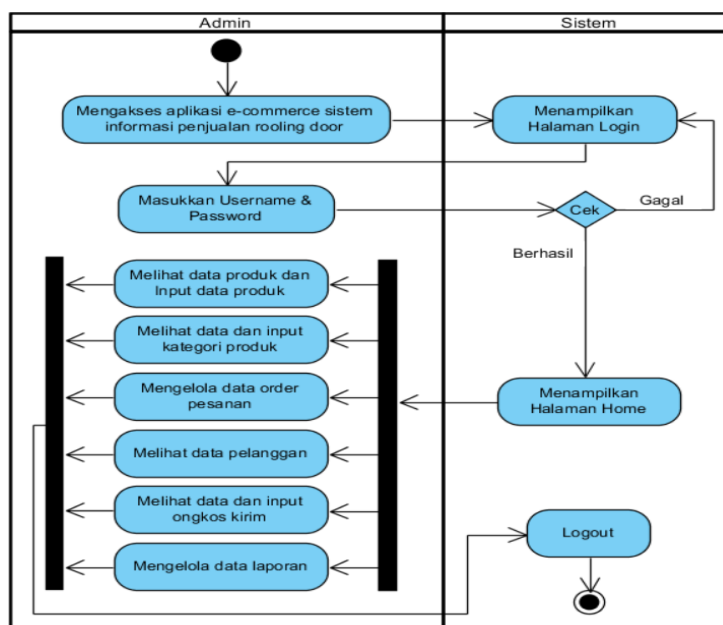 Admin
Sistem
Mengakses aplikasi e-commerce sistem
informasi penjualan rooling door
Menampilkan
Halaman Login
Masukkan Username &
Password
Cek
Gagal
Berhasil
Melihat data produk dan
Input data produk
Melihat data dan input
kategori produk
Mengelola data order
pesanan
Menampilkan
Halaman Home
Melihat data pelanggan
Melihat data dan input
ongkos kirim
Logout
Mengelola data laporan